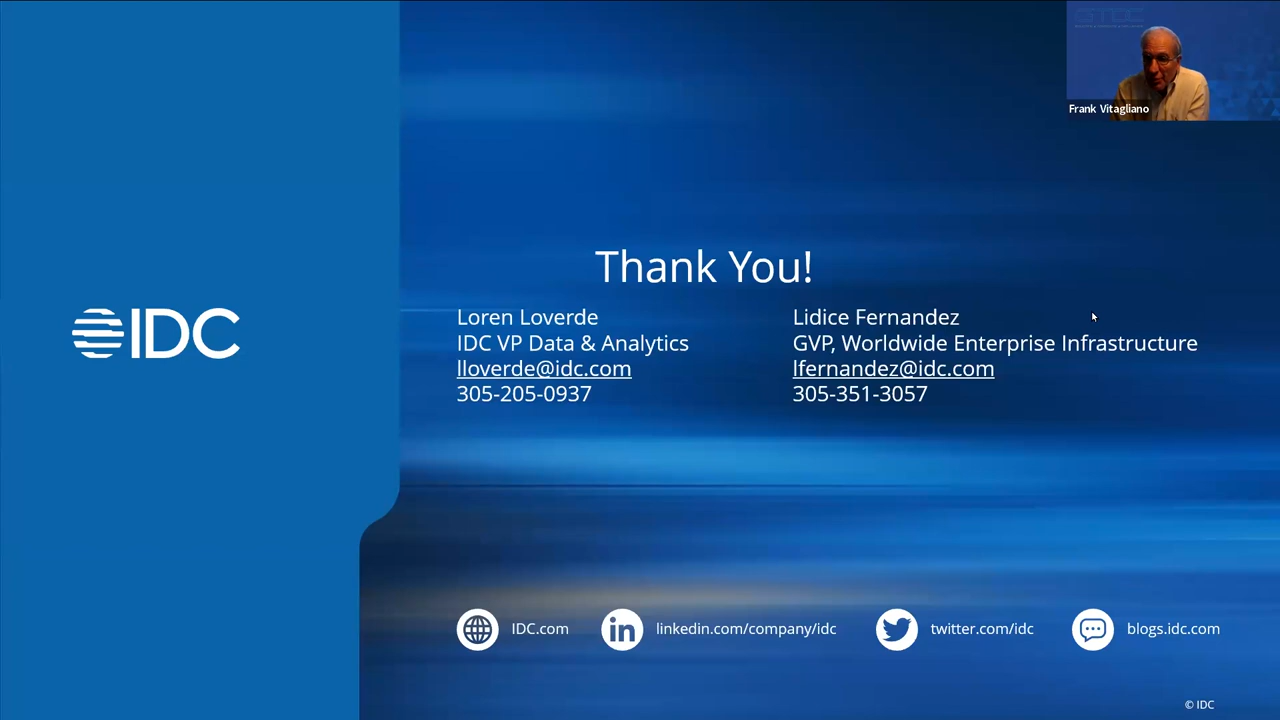 GTDC
Frank Vitagliano
IDC
Thank You!
Loren Loverde
IDC VP Data & Analytics
lloverde@idc.com
305-205-0937
Lidice Fernandez
GVP, Worldwide Enterprise Infrastructure
lfernandez@idc.com
305-351-3057
IDC.com
linkedin.com/company/idc
twitter.com/idc
blogs.idc.com
© IDC